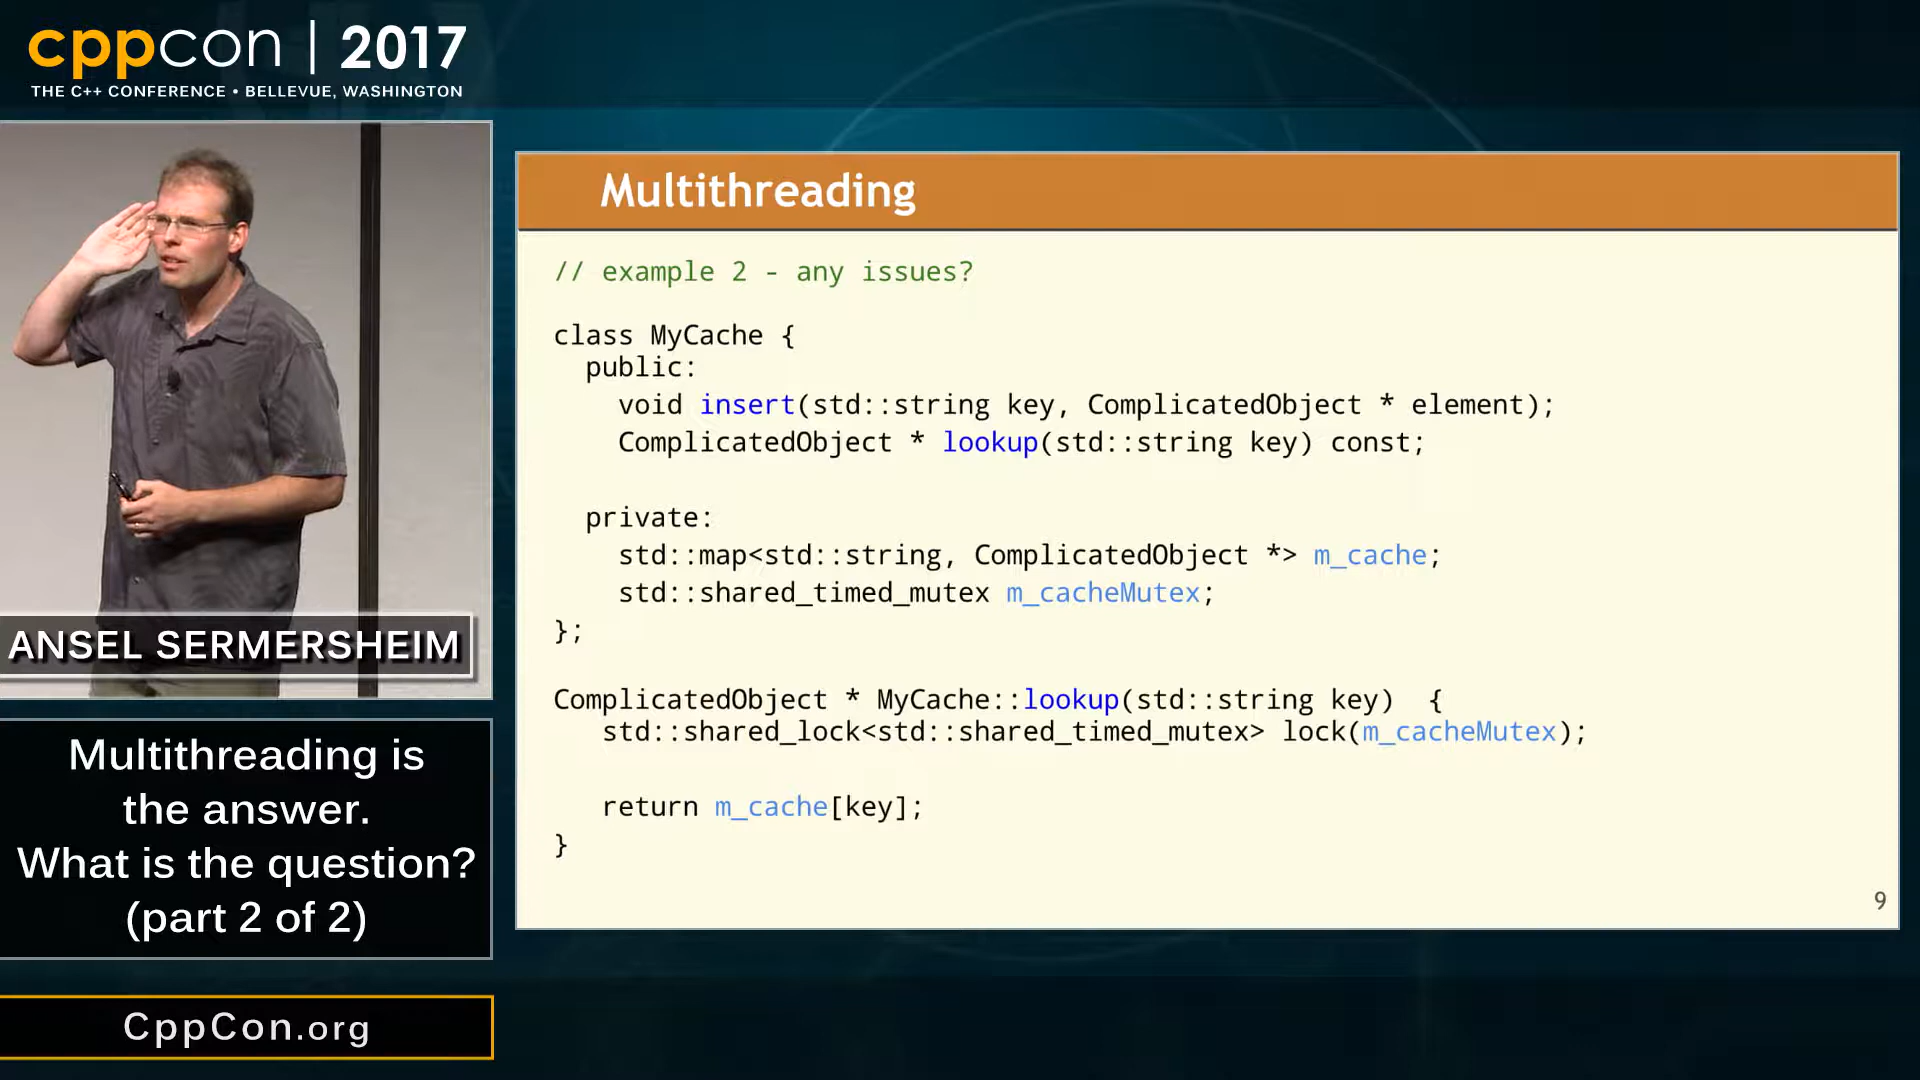 cppcon | 2017
THE C++ CONFERENCE • BELLEVUE, WASHINGTON
ANSEL SERMERSHEIM
Multithreading is
the answer.
What is the question?
(part 2 of 2)
CppCon.org
Multithreading
// example 2 - any issues?
class MyCache {
public:
void insert(std::string key, ComplicatedObject * element);
ComplicatedObject * lookup(std::string key) const;
private:
std::map<std::string, ComplicatedObject *> m_cache;
std::shared_timed_mutex m_cacheMutex;
};
ComplicatedObject * MyCache::lookup(std::string key)  {
std::shared_lock<std::shared_timed_mutex> lock(m_cacheMutex);
return m_cache[key];
}
9